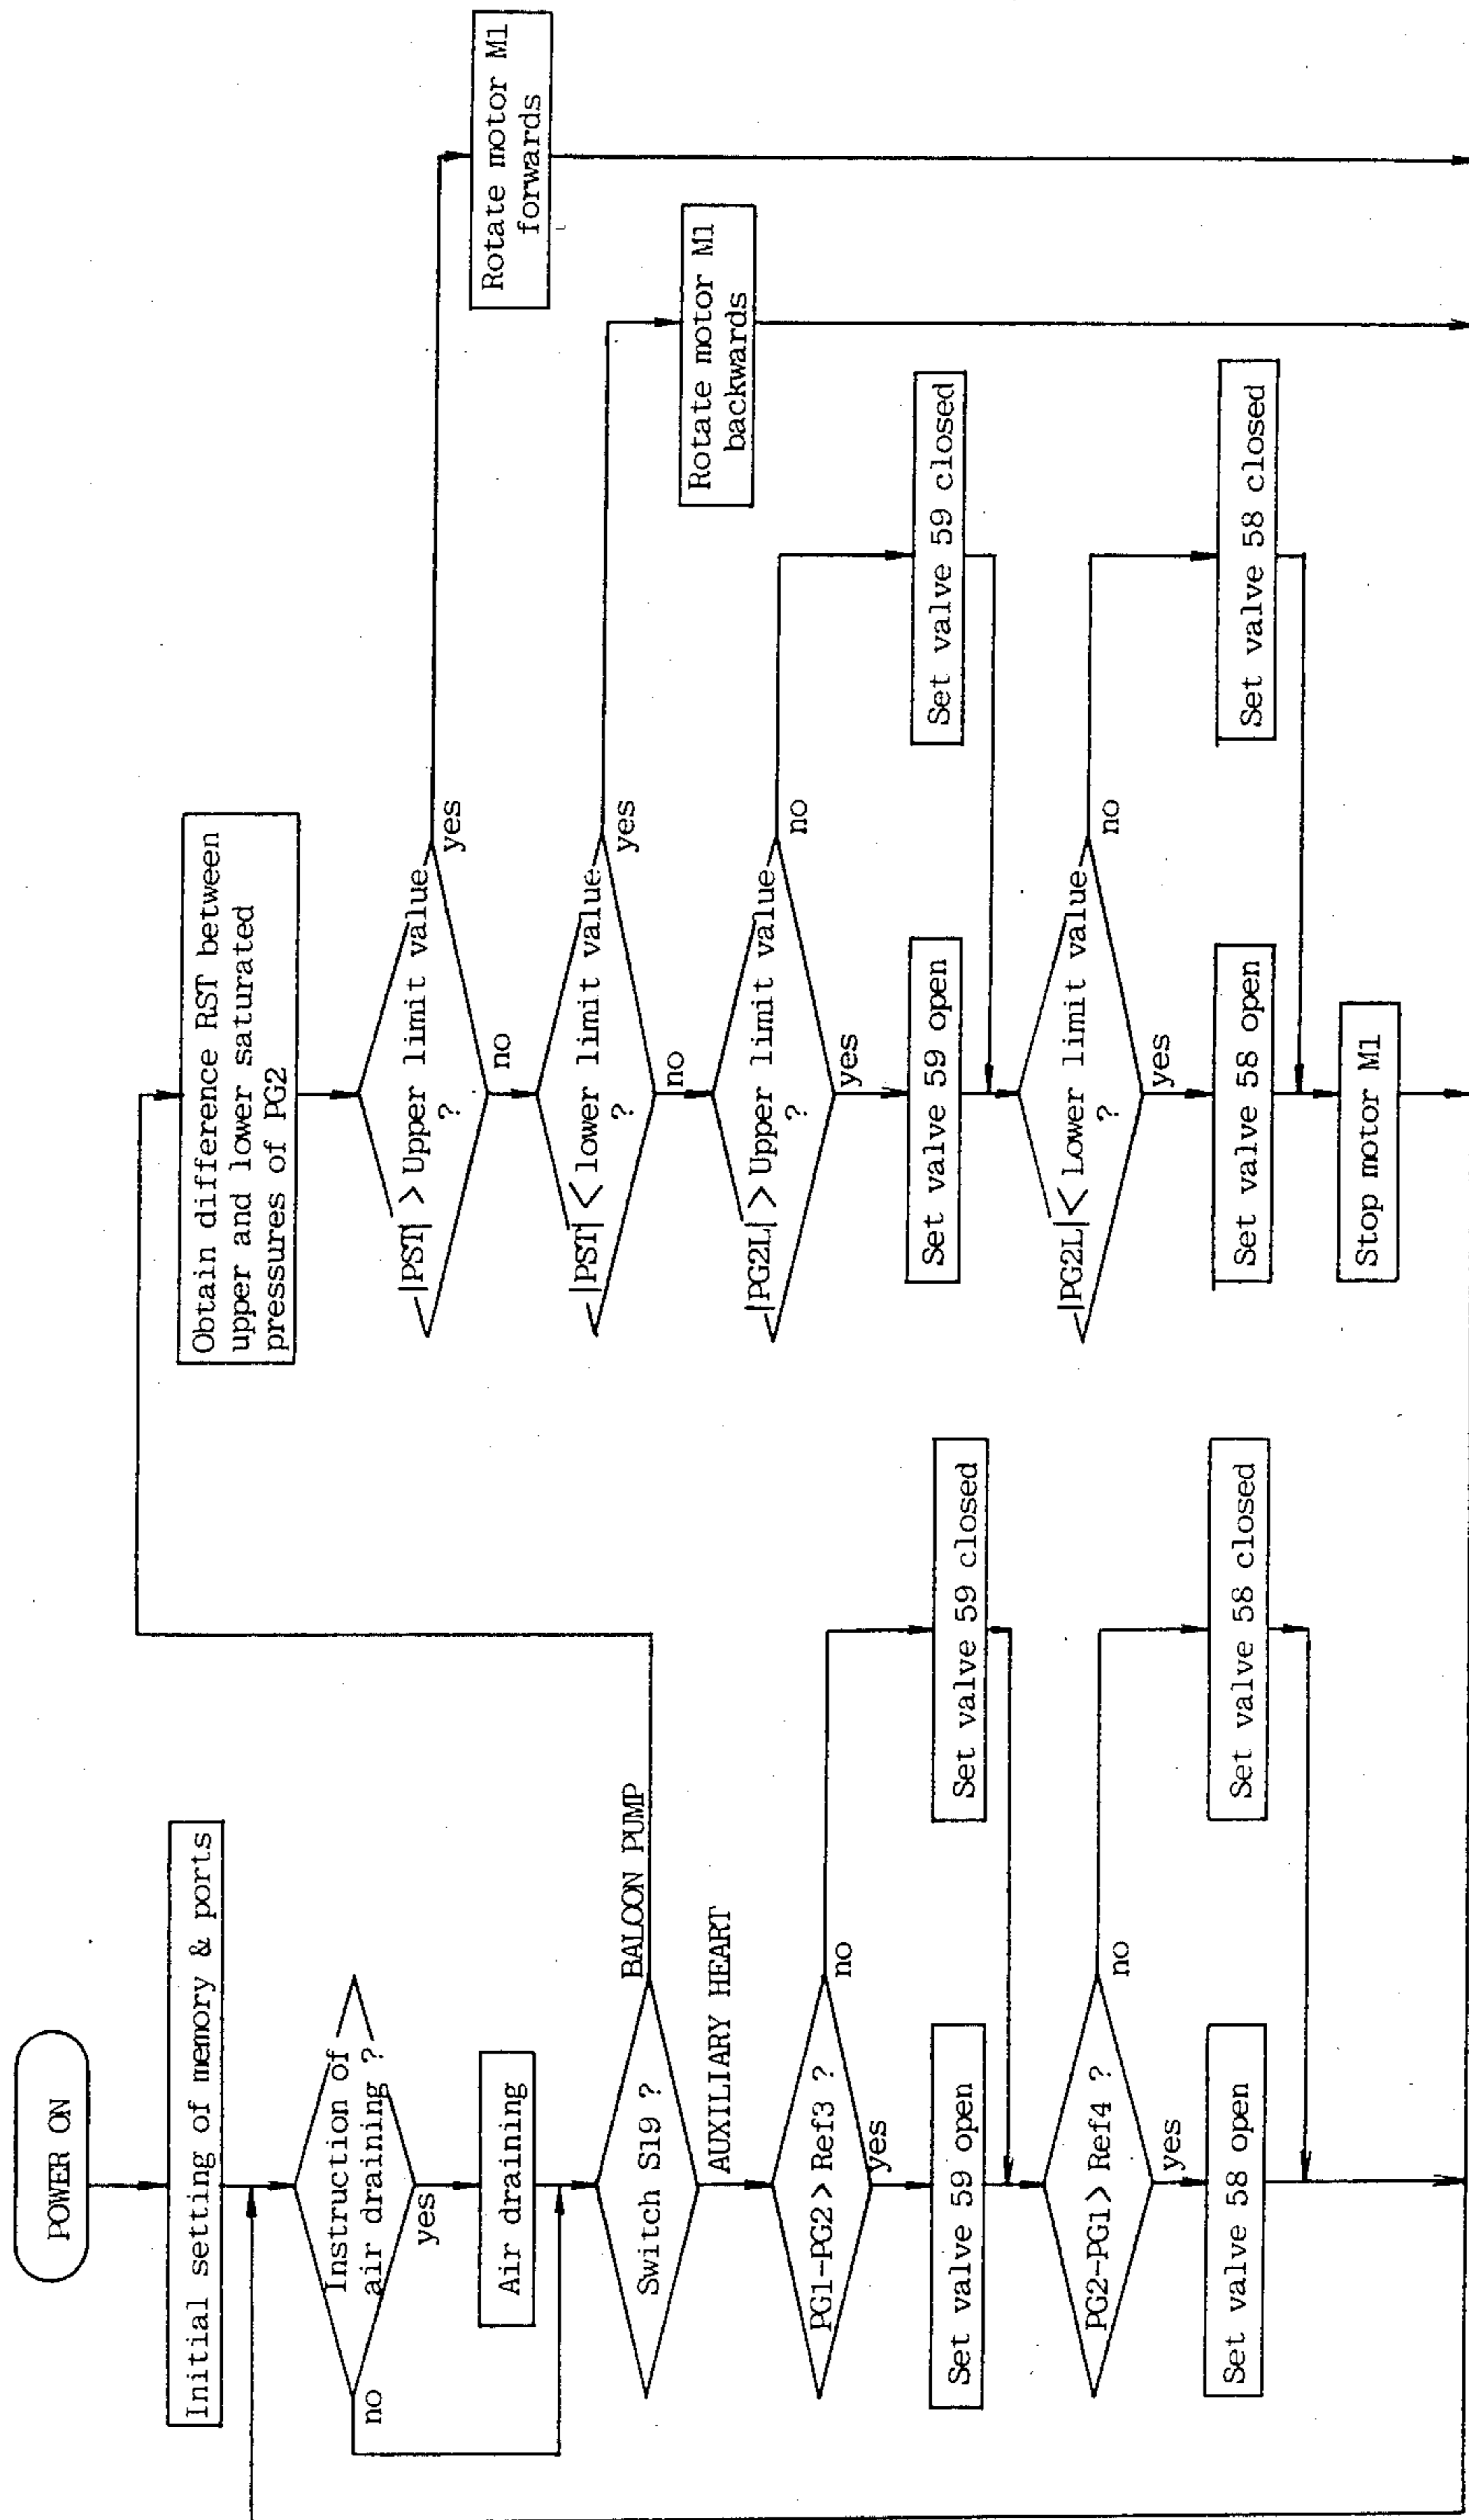 POWER ON
Initial setting of memory & ports
Instruction of
air draining ?
no
yes
Air draining
Switch S19 ?
BALOON PUMP
AUXILIARY HEART
PG1-PG2 > Ref3 ?
no
yes
Set valve 59 open
Set valve 59 closed
PG2-PG1 > Ref4 ?
no
yes
Set valve 58 open
Set valve 58 closed
Obtain difference RST between
upper and lower saturated
pressures of PG2
|PST| > Upper limit value
?
yes
no
Rotate motor M1
forwards
|PST| < lower limit value
?
yes
no
Rotate motor M1
backwards
|PG2L| > Upper limit value
?
no
yes
Set valve 59 open
Set valve 59 closed
|PG2L| < Lower limit value
?
no
yes
Set valve 58 open
Set valve 58 closed
Stop motor M1